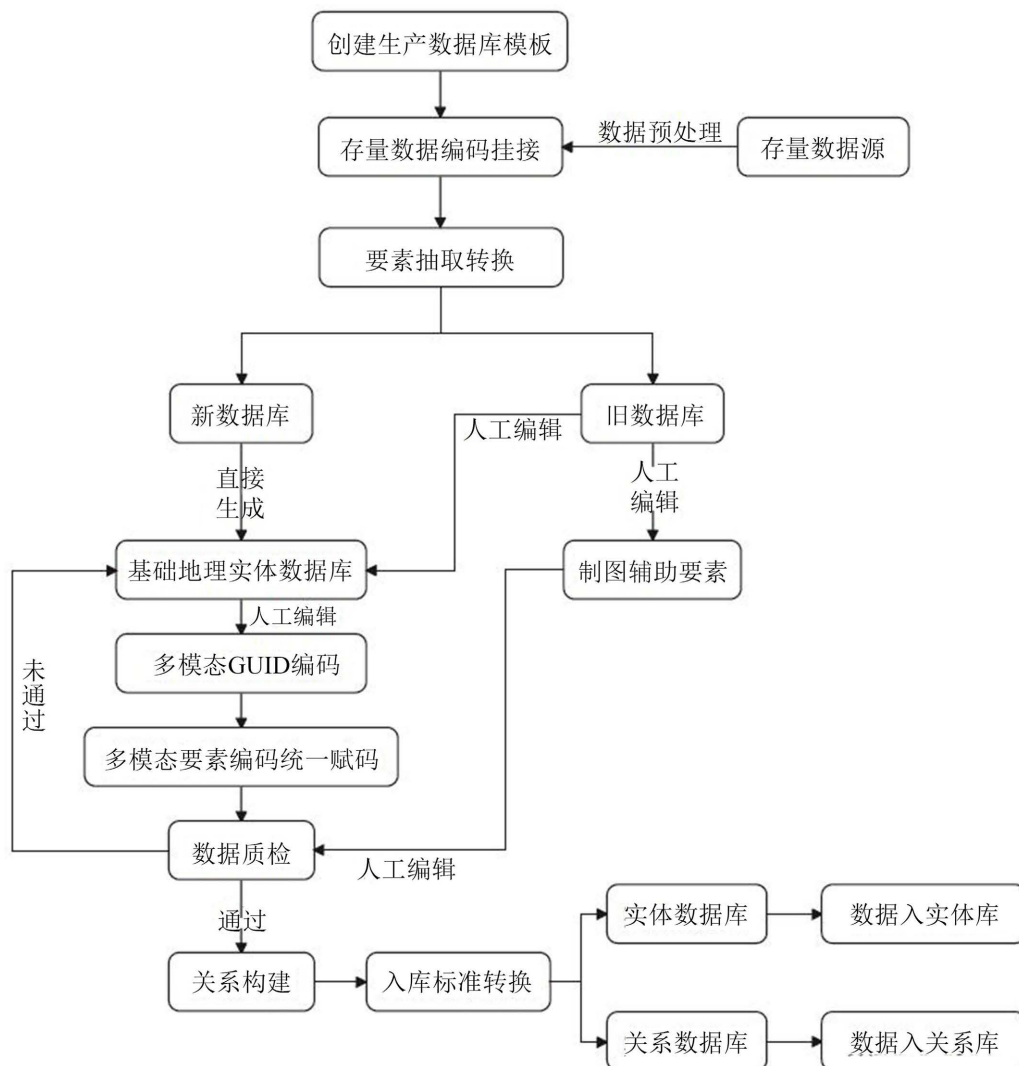 创建生产数据库模板
存量数据编码挂接
数据预处理
存量数据源
要素抽取转换
新数据库
旧数据库
人工编辑
直接
生成
人工
编辑
基础地理实体数据库
制图辅助要素
人工编辑
多模态GUID编码
未
通
过
多模态要素编码统一赋码
数据质检
人工编辑
通过
实体数据库
数据入实体库
关系构建
入库标准转换
关系数据库
数据入关系库